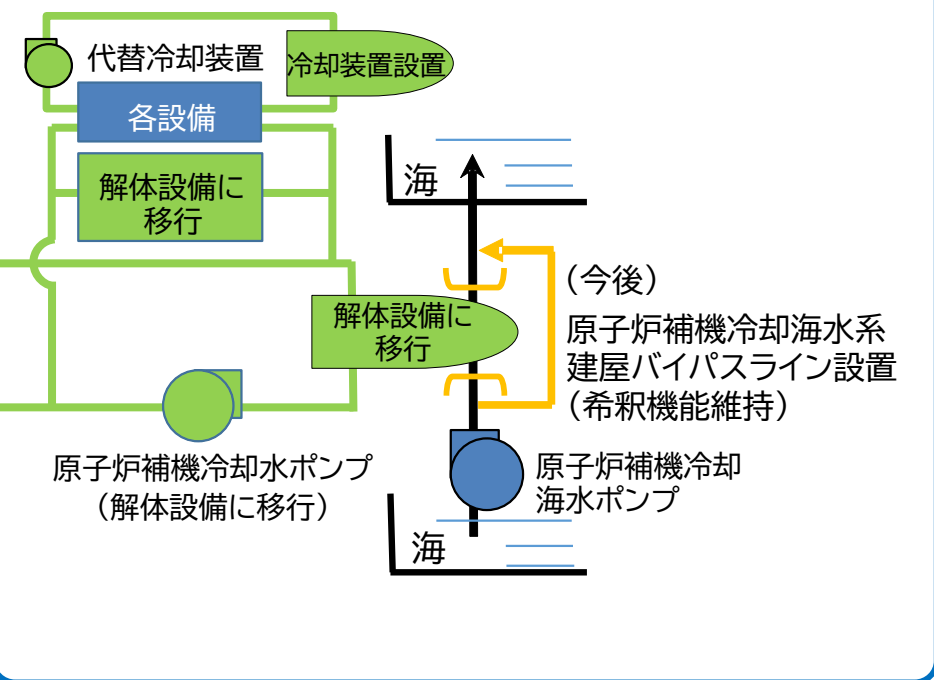 代替冷却装置
冷却装置設置
各設備
解体設備に
移行
海
(今後)
原子炉補機冷却海水系
建屋バイパスライン設置
(希釈機能維持)
解体設備に
移行
原子炉補機冷却水ポンプ
(解体設備に移行)
原子炉補機冷却
海水ポンプ
海